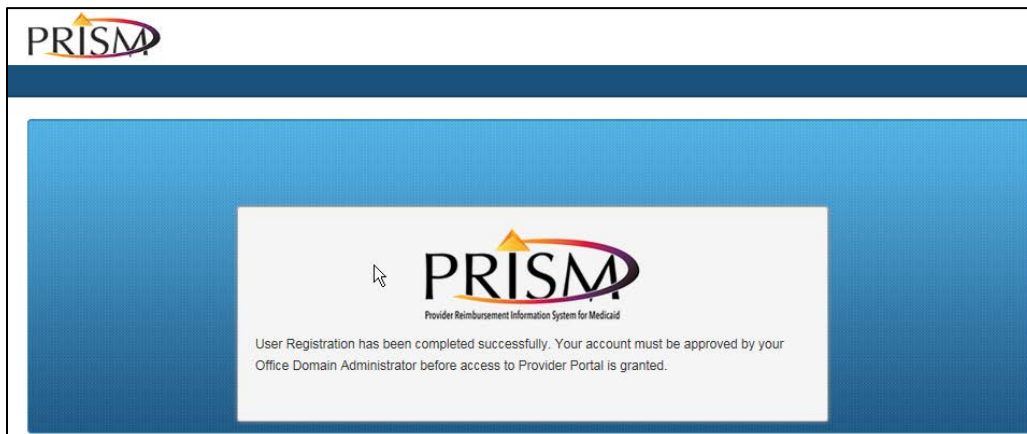 PRISM
PRISM
Provider Reimbursement Information System for Medicaid
User Registration has been completed successfully. Your account must be approved by your
Office Domain Administrator before access to Provider Portal is granted.